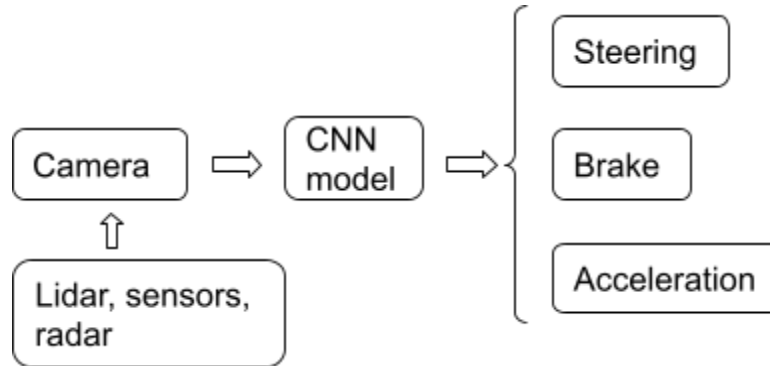 Steering
Camera
CNN
model
Brake
Lidar, sensors,
radar
Acceleration